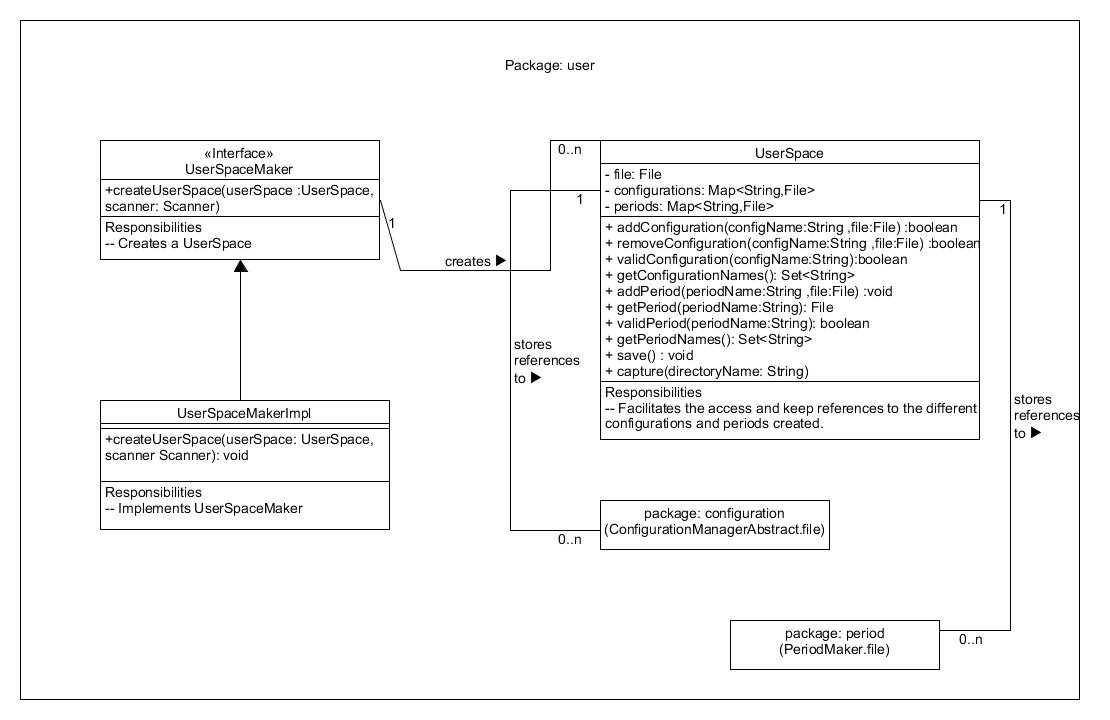 Package: user
«Interface»
UserSpaceMaker
+createUserSpace(userSpace :UserSpace,
scanner: Scanner)
Responsibilities
-- Creates a UserSpace
1
creates ▶
0..n
1
UserSpace
- file: File
- configurations: Map<String,File>
- periods: Map<String,File>
+ addConfiguration(configName:String ,file:File) :boolean
+ removeConfiguration(configName:String ,file:File) :boolean
+ validConfiguration(configName:String):boolean
+ getConfigurationNames(): Set<String>
+ addPeriod(periodName:String ,file:File) :void
+ getPeriod(periodName:String): File
+ validPeriod(periodName:String): boolean
+ getPeriodNames(): Set<String>
+ save() : void
+ capture(directoryName: String)
Responsibilities
-- Facilitates the access and keep references to the different
configurations and periods created.
1
stores
references
to ▶
stores
references
to ▶
UserSpaceMakerImpl
+createUserSpace(userSpace: UserSpace,
scanner Scanner): void
Responsibilities
-- Implements UserSpaceMaker
0..n
package: configuration
(ConfigurationManagerAbstract.file)
package: period
(PeriodMaker.file)
0..n